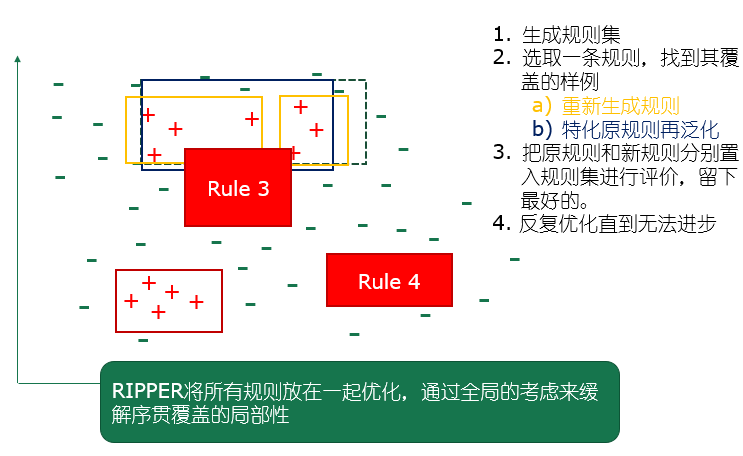 1. 生成规则集
2. 选取一条规则，找到其覆
盖的样例
a) 重新生成规则
b) 特化原规则再泛化
3. 把原规则和新规则分别置
入规则集进行评价，留下
最好的。
4. 反复优化直到无法进步
Rule 3
Rule 4
RIPPER将所有规则放在一起优化，通过全局的考虑来缓
解序贯覆盖的局部性